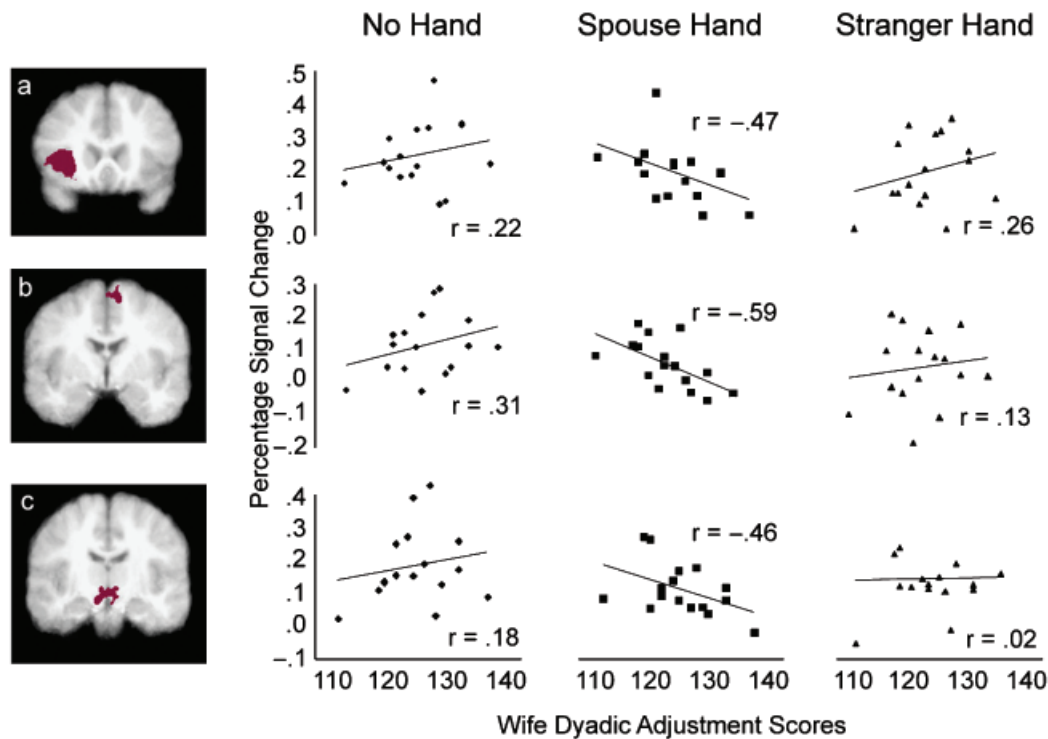 No Hand Spouse Hand Stranger Hand
Percentage Signal Change
a
.5
.4
.3
.2
.1
.0
r = .22
r = –.47
r = .26
b
.3
.2
.1
.0
–.1
–.2
r = .31
r = –.59
r = .13
c
.4
.3
.2
.1
.0
–.1
r = .18
r = –.46
r = .02
110 120 130 140 110 120 130 140 110 120 130 140
Wife Dyadic Adjustment Scores